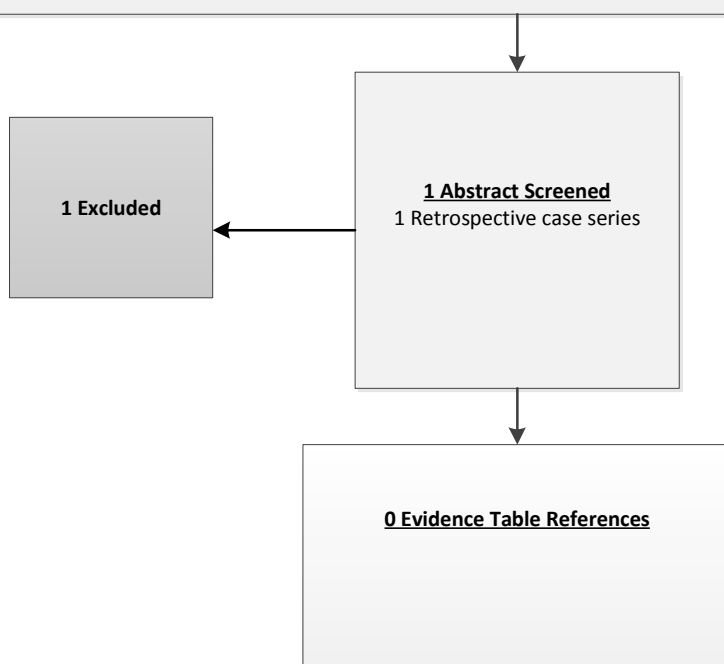 1 Excluded
1 Abstract Screened
1 Retrospective case series
0 Evidence Table References